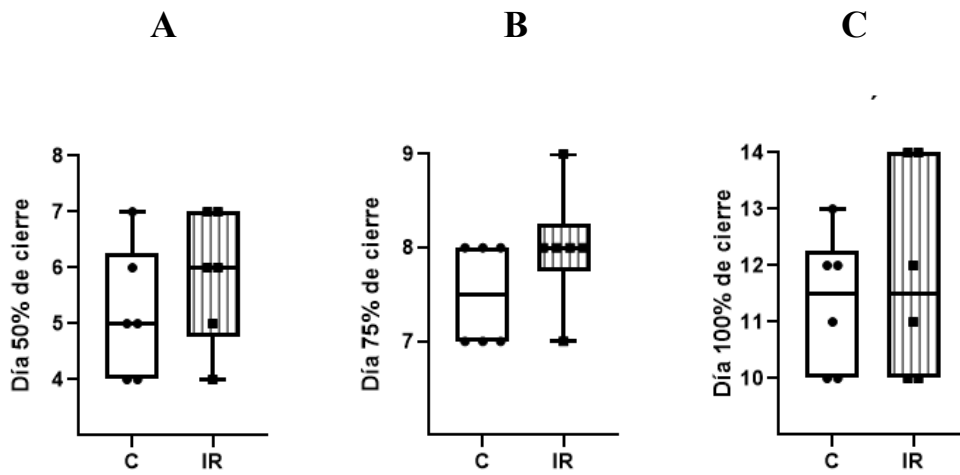 A
B
C
Día 50% de cierre
8
7
6
5
4
C
IR
Día 75% de cierre
9
8
7
C
IR
Día 100% de cierre
14
13
12
11
10
C
IR